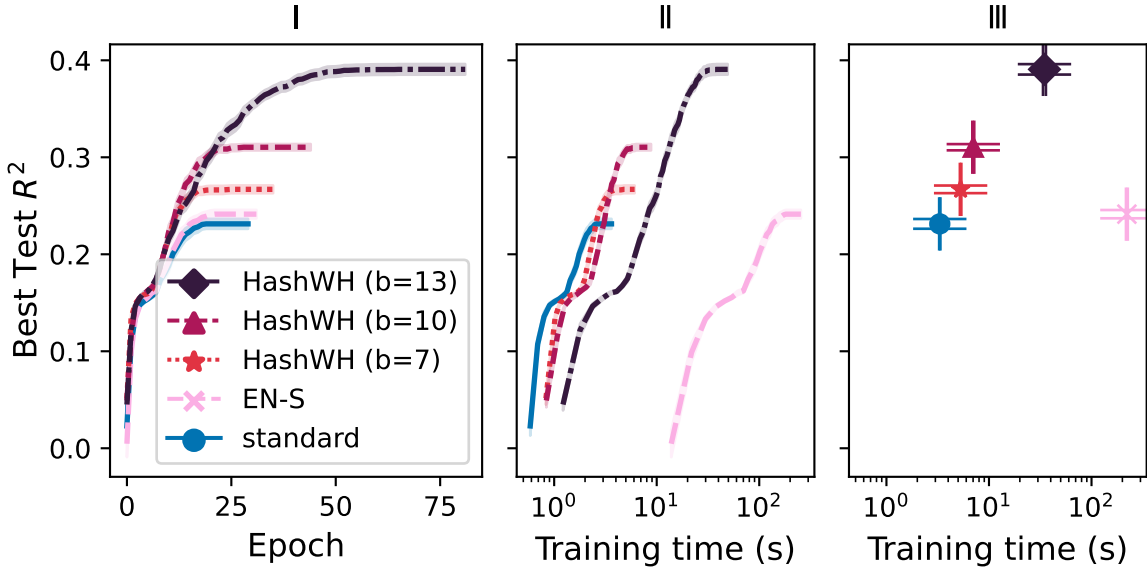 I
II
III
Best Test R²
0.4
0.3
0.2
0.1
0.0
HashWH (b=13)
HashWH (b=10)
HashWH (b=7)
EN-S
standard
0 25 50 75
Epoch
10⁰ 10¹ 10²
Training time (s)
10⁰ 10¹ 10²
Training time (s)